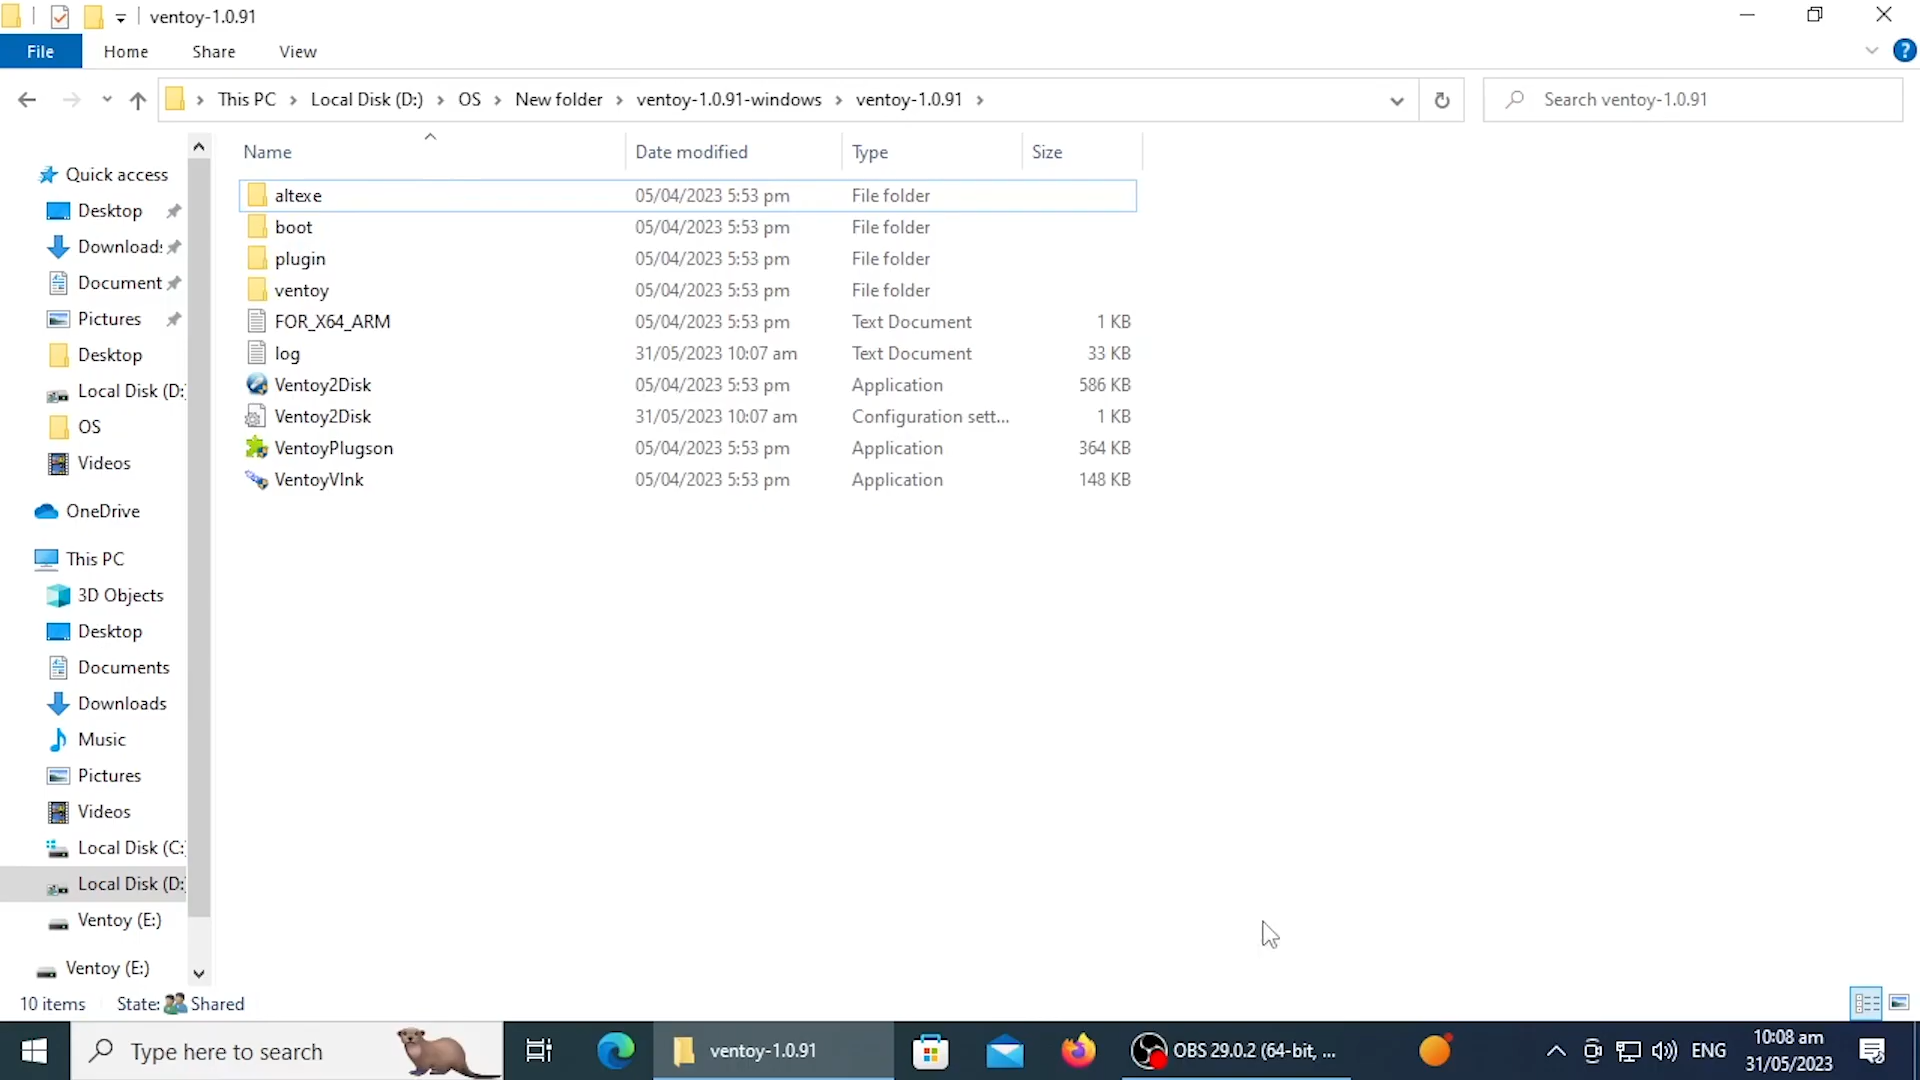 ventoy-1.0.91
File Home Share View
This PC Local Disk (D:) OS New folder ventoy-1.0.91-windows ventoy-1.0.91 Search ventoy-1.0.91
Name Date modified Type Size
altexe 05/04/2023 5:53 pm File folder
boot 05/04/2023 5:53 pm File folder
plugin 05/04/2023 5:53 pm File folder
ventoy 05/04/2023 5:53 pm File folder
FOR_X64_ARM 05/04/2023 5:53 pm Text Document 1 KB
log 31/05/2023 10:07 am Text Document 33 KB
Ventoy2Disk 05/04/2023 5:53 pm Application 586 KB
Ventoy2Disk 31/05/2023 10:07 am Configuration sett... 1 KB
VentoyPlugson 05/04/2023 5:53 pm Application 364 KB
VentoyVlnk 05/04/2023 5:53 pm Application 148 KB
Quick access
Desktop
Downloads
Document
Pictures
Desktop
Local Disk (D:
OS
Videos
OneDrive
This PC
3D Objects
Desktop
Documents
Downloads
Music
Pictures
Videos
Local Disk (C:
Local Disk (D:
Ventoy (E:)
Ventoy (E:)
10 items State: Shared
Type here to search ventoy-1.0.91 OBS 29.0.2 (64-bit, ... ENG 10:08 am
31/05/2023